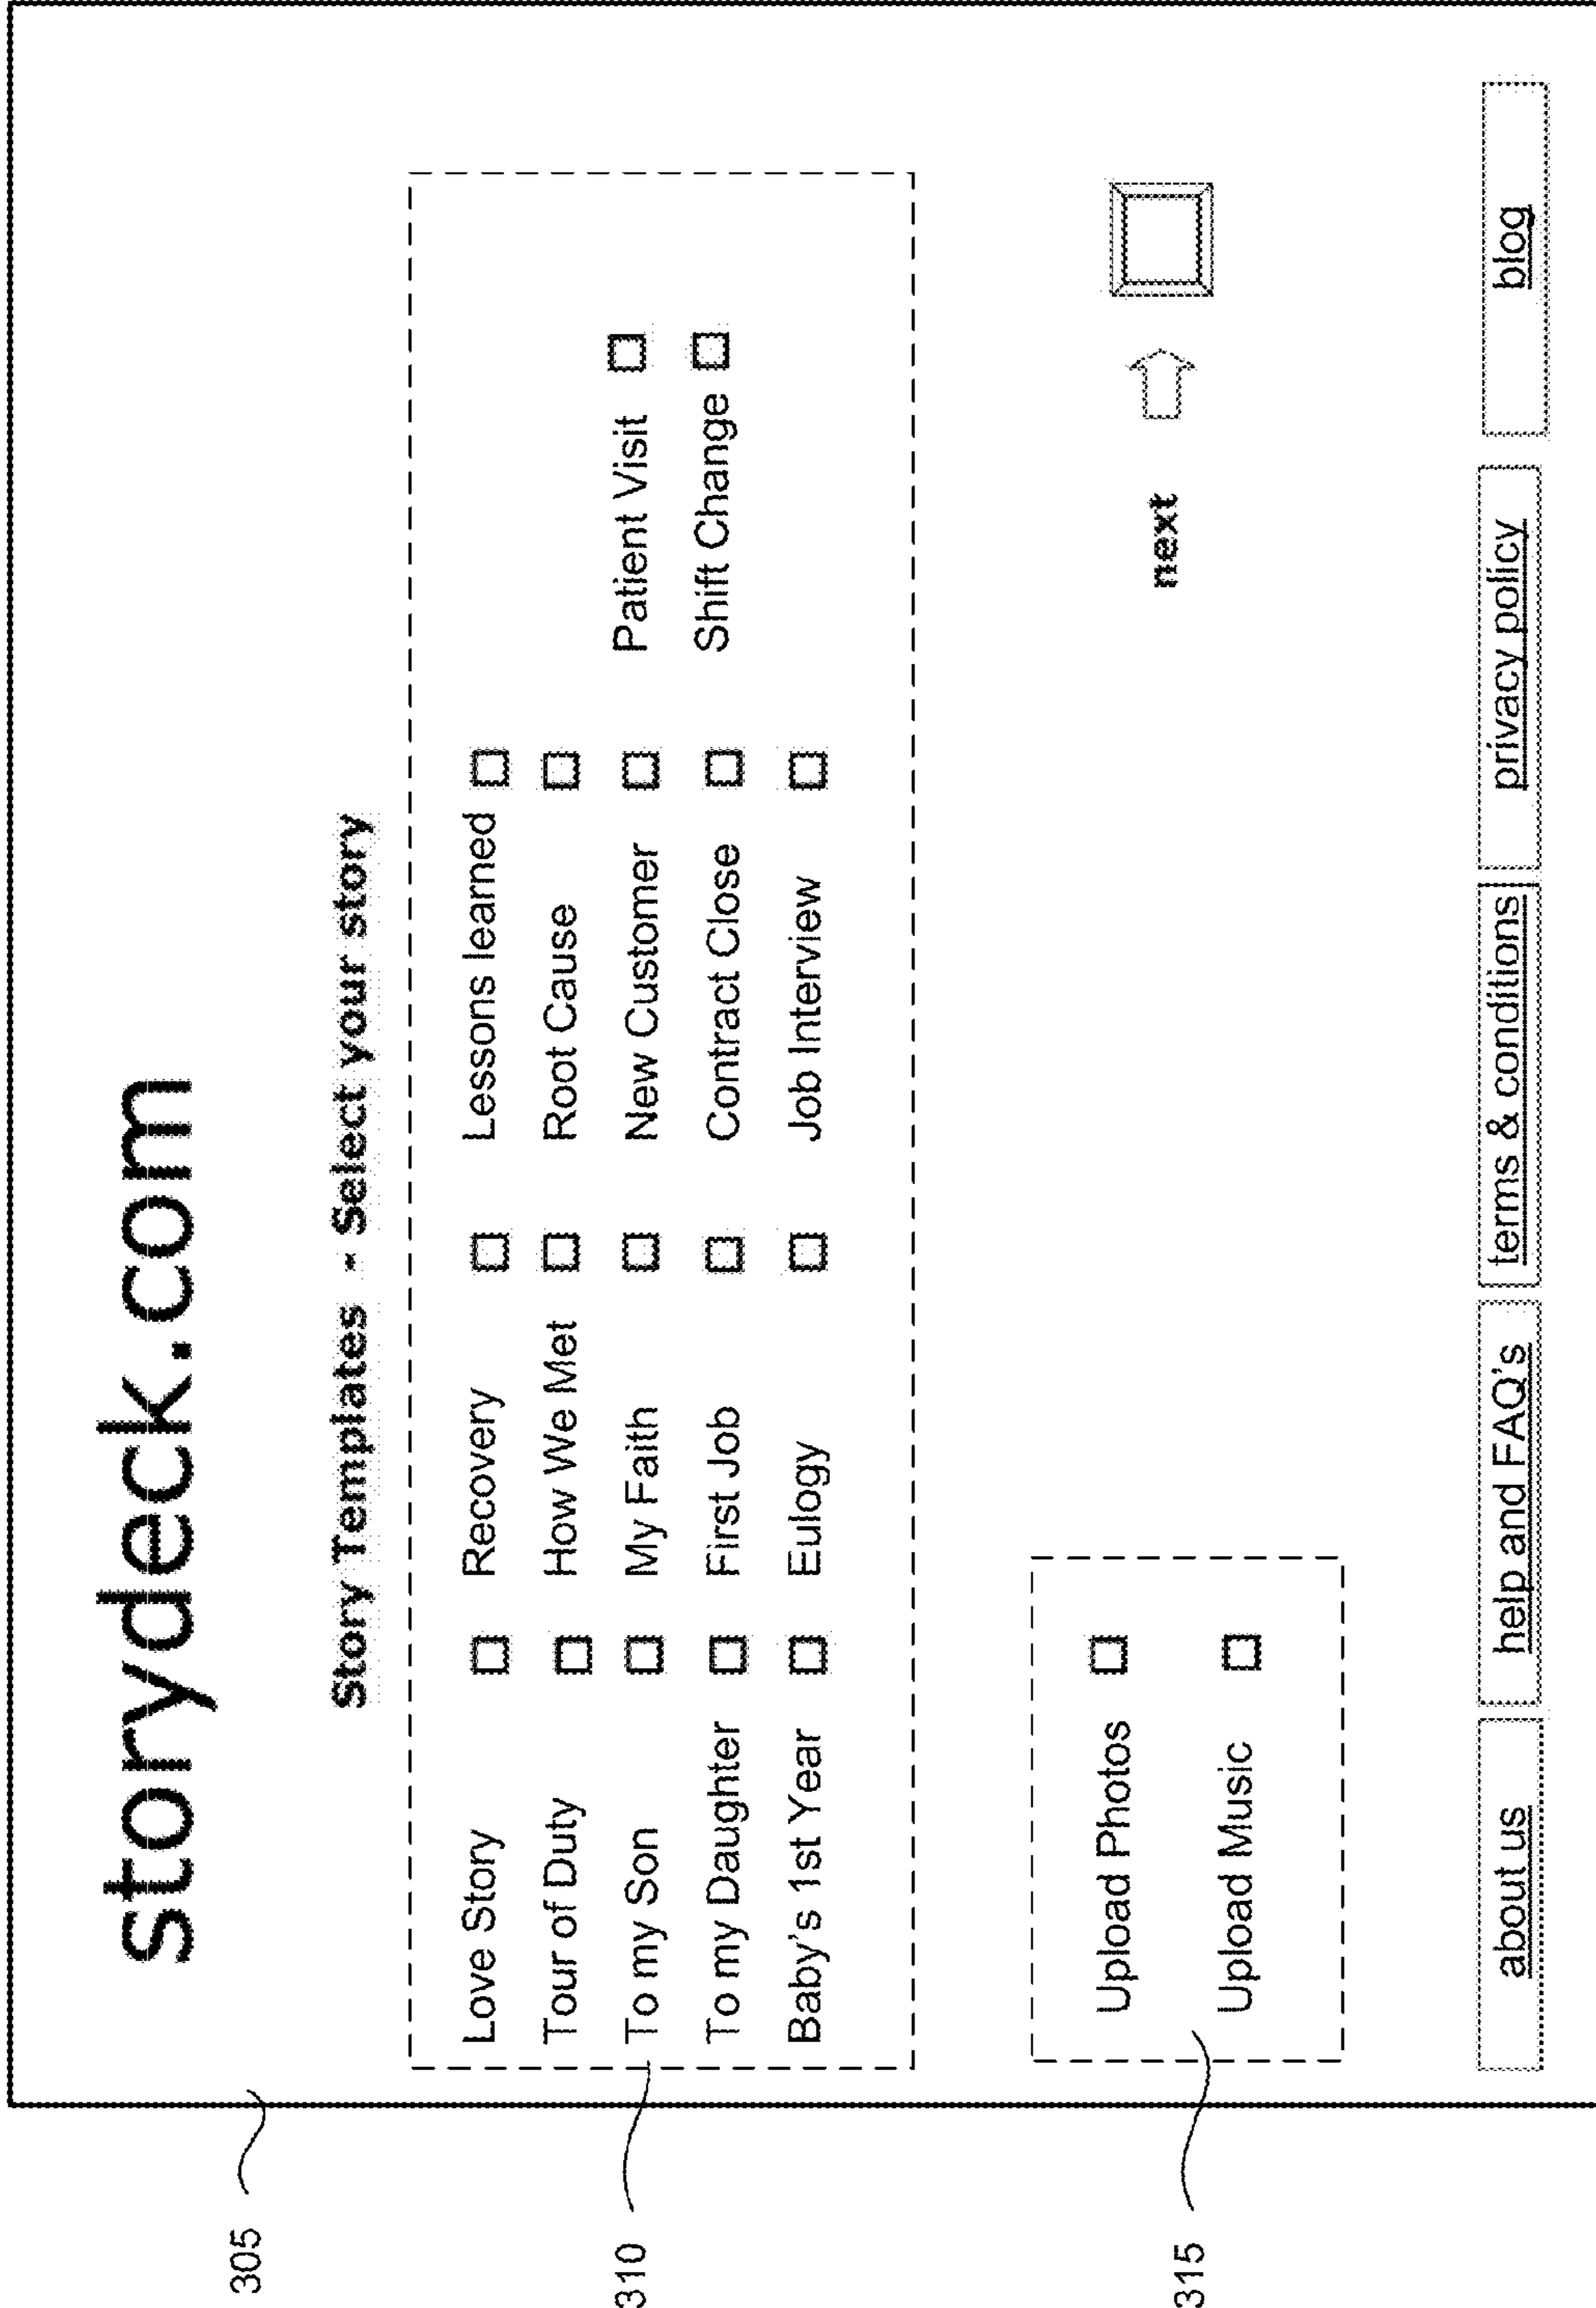 storydeck.com
Story Templates - Select your story
Love Story Recovery Lessons learned
Tour of Duty How We Met Root Cause
To my Son My Faith New Customer Patient Visit
To my Daughter First Job Contract Close Shift Change
Baby's 1st Year Eulogy Job Interview
Upload Photos
next
Upload Music
about us help and FAQ's terms & conditions privacy policy blog
305
310
315